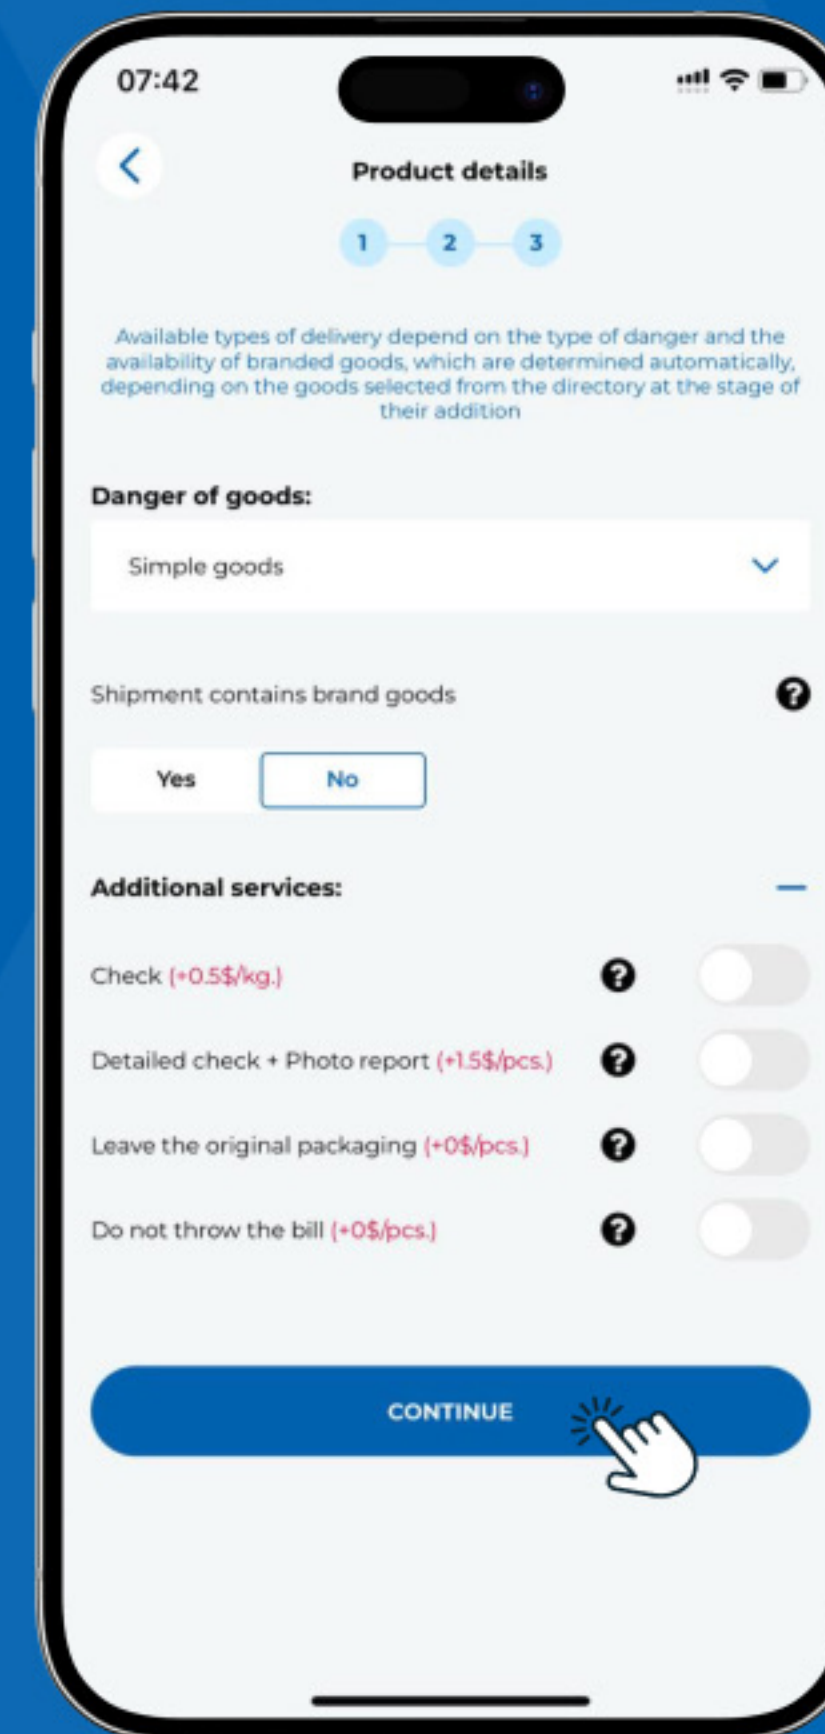 07:42
Product details
1 2 3
Available types of delivery depend on the type of danger and the
availability of branded goods, which are determined automatically,
depending on the goods selected from the directory at the stage of
their addition
Danger of goods:
Simple goods
Shipment contains brand goods
Yes No
Additional services:
Check (+0.5$/kg.)
Detailed check + Photo report (+1.5$/pcs.)
Leave the original packaging (+0$/pcs.)
Do not throw the bill (+0$/pcs.)
CONTINUE